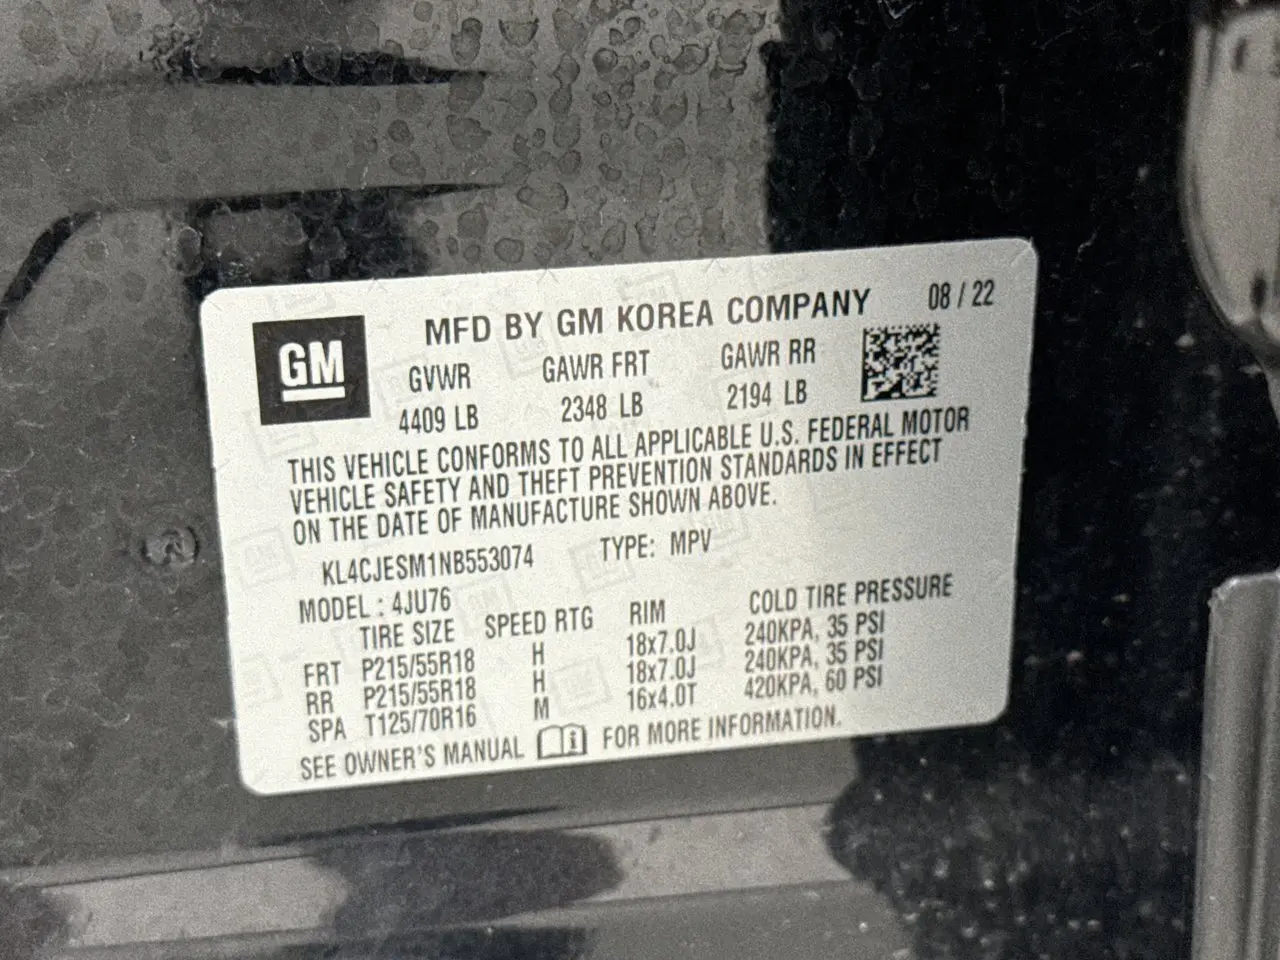 GM
MFD BY GM KOREA COMPANY 08 / 22
GVWR GAWR FRT GAWR RR
4409 LB 2348 LB 2194 LB
THIS VEHICLE CONFORMS TO ALL APPLICABLE U.S. FEDERAL MOTOR
VEHICLE SAFETY AND THEFT PREVENTION STANDARDS IN EFFECT
ON THE DATE OF MANUFACTURE SHOWN ABOVE.
KL4CJESM1NB553074 TYPE: MPV
MODEL : 4JU76
TIRE SIZE SPEED RTG RIM COLD TIRE PRESSURE
FRT P215/55R18 H 18x7.0J 240KPA, 35 PSI
RR P215/55R18 H 18x7.0J 240KPA, 35 PSI
SPA T125/70R16 M 16x4.0T 420KPA, 60 PSI
SEE OWNER'S MANUAL i FOR MORE INFORMATION.